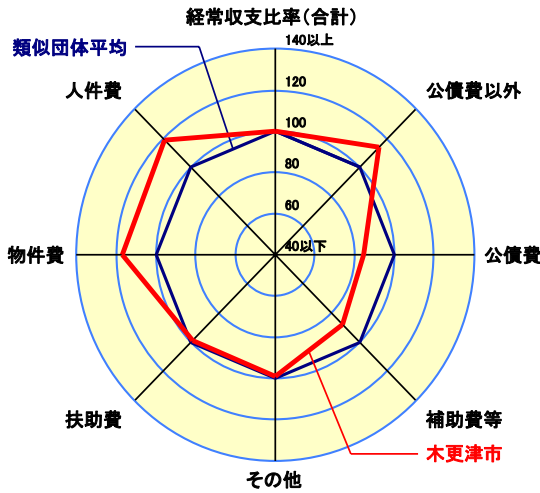 経常収支比率(合計)
類似団体平均
140以上
人件費
120
公債費以外
100
80
60
物件費
40以下
公債費
扶助費
補助費等
木更津市
その他